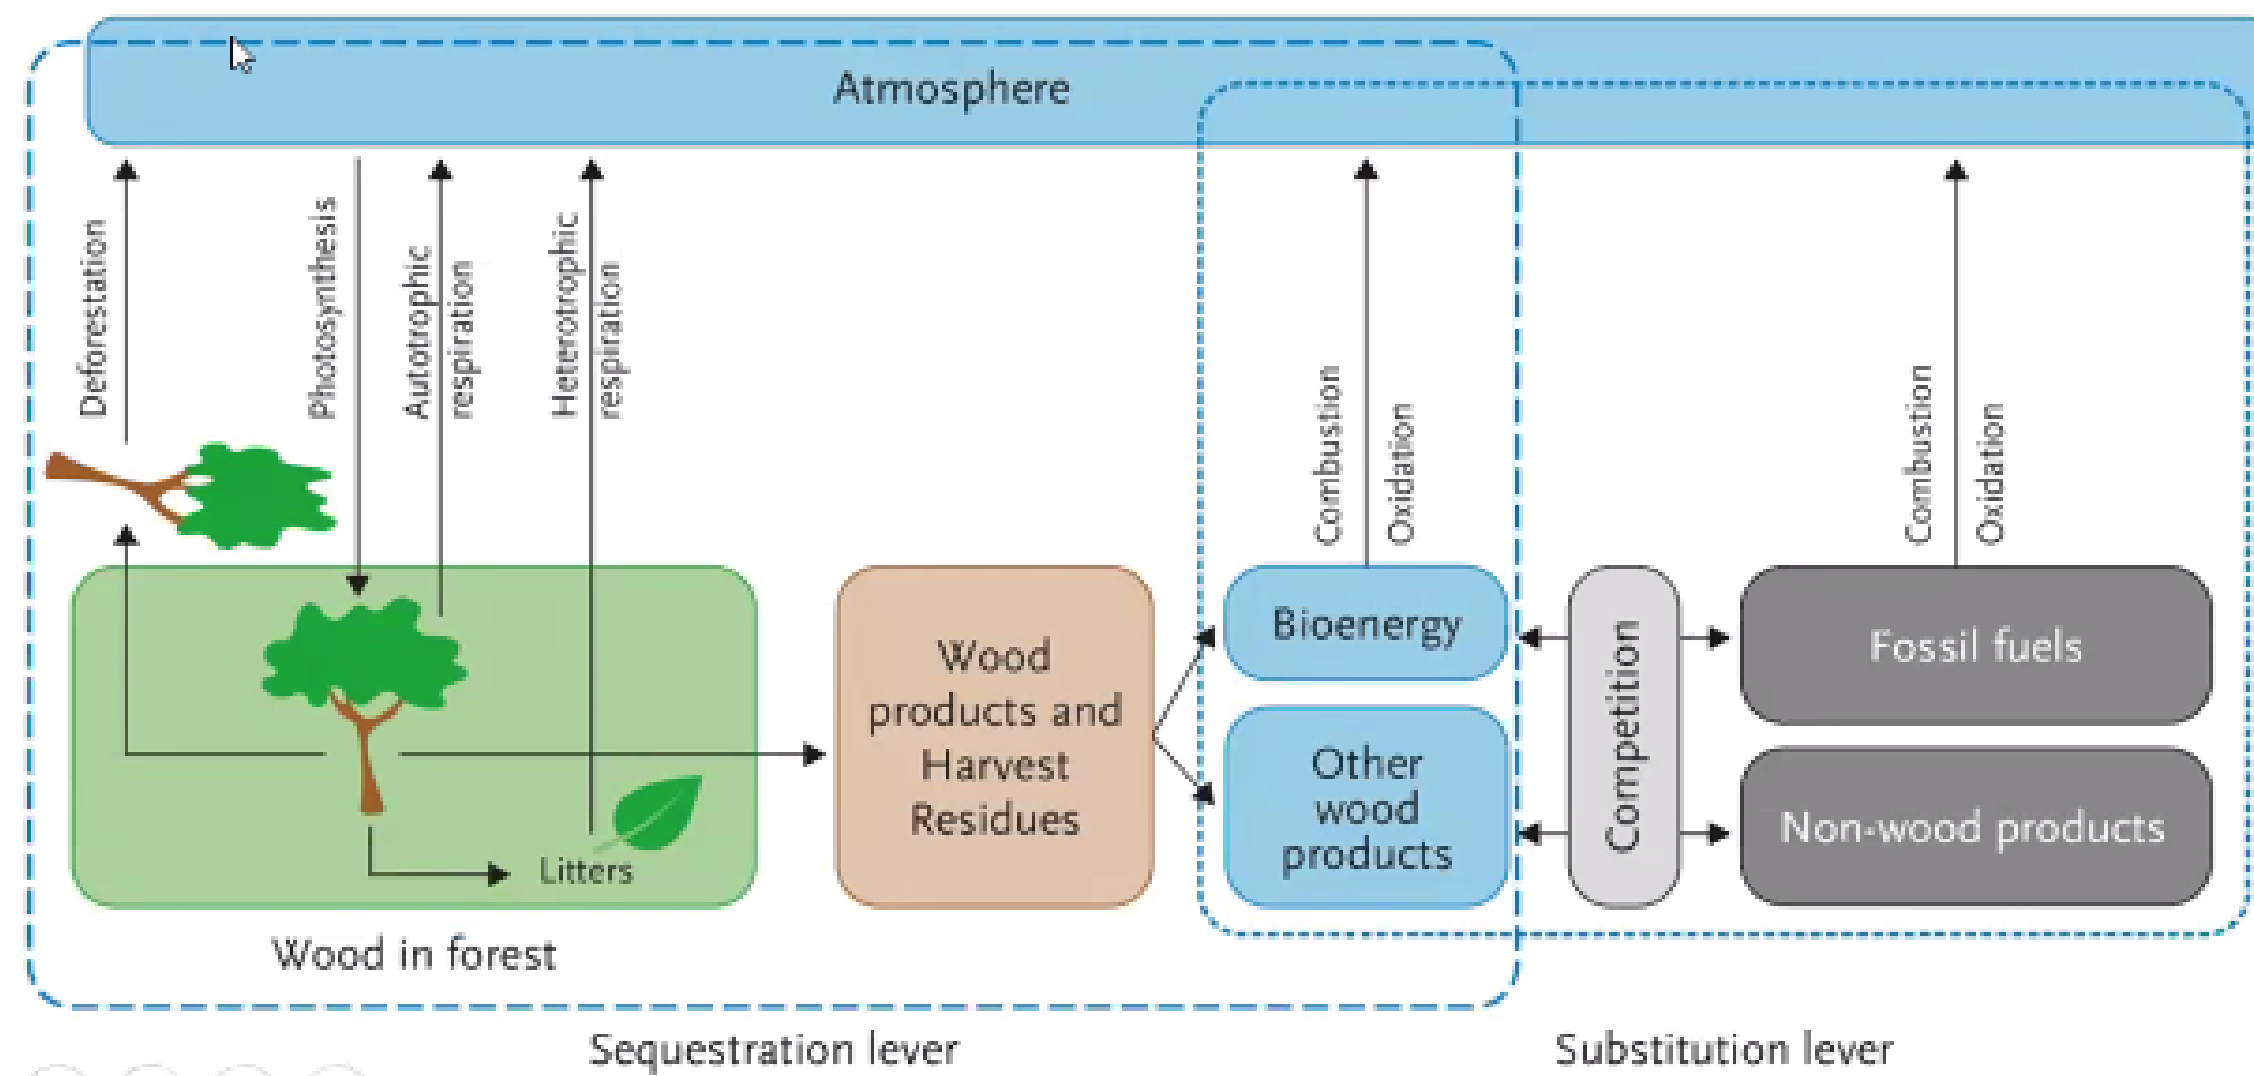 Atmosphere
Deforestation
Photosynthesis
Autotrophic
respiration
Heterotrophic
respiration
Combustion
Oxidation
Combustion
Oxidation
Wood
products and
Harvest
Residues
Bioenergy
Other
wood
products
Competition
Fossil fuels
Non-wood products
Litters
Wood in forest
Sequestration lever
Substitution lever